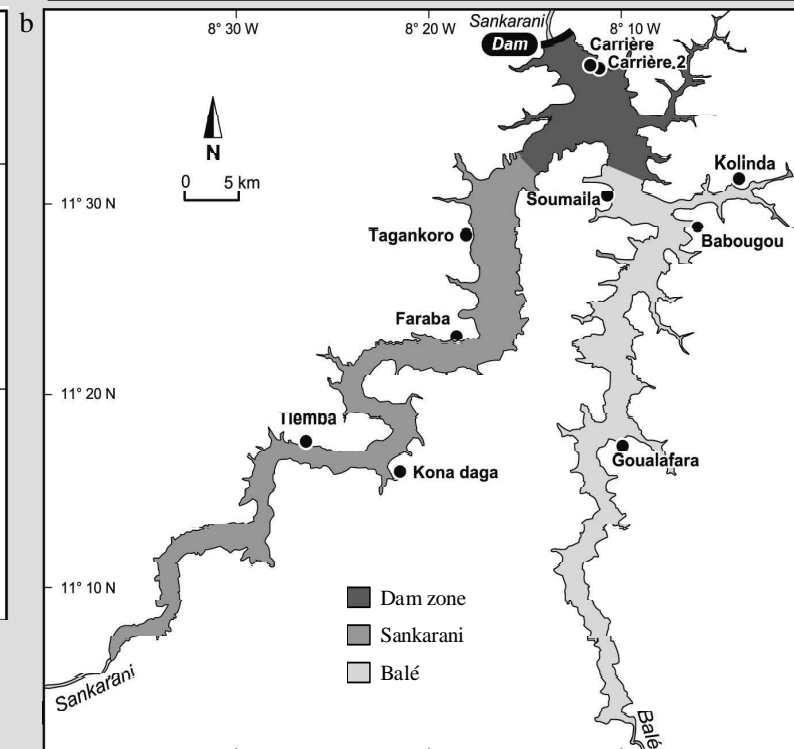 b
8° 30 W
8° 20 W
8° 10 W
Sankarani
Dam
Carrière
Carrière 2
N
0 5 km
11° 30 N
Kolinda
Soumaila
Tagankoro
Babougou
Faraba
11° 20 N
Tiemba
Goualafara
Kona daga
11° 10 N
Dam zone
Sankarani
Balé
Sankarani
Balé